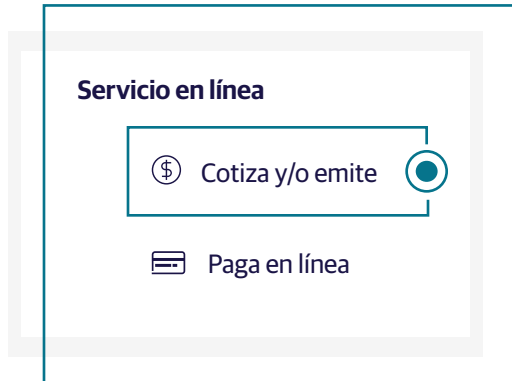 Servicio en línea
Cotiza y/o emite
Paga en línea